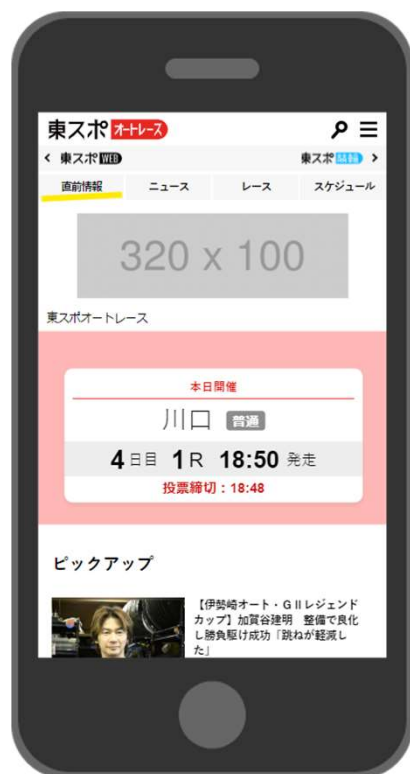 東スポ オートレース
東スポWEB 東スポ競輪
直前情報 ニュース レース スケジュール
320 x 100
東スポオートレース
本日開催
川口 普通
4日目 1R 18:50 発走
投票締切：18:48
ピックアップ
【伊勢崎オート・GⅡレジェンド
カップ】加賀谷建明　整備で良化
し勝負駆け成功「跳ねが軽減し
た」